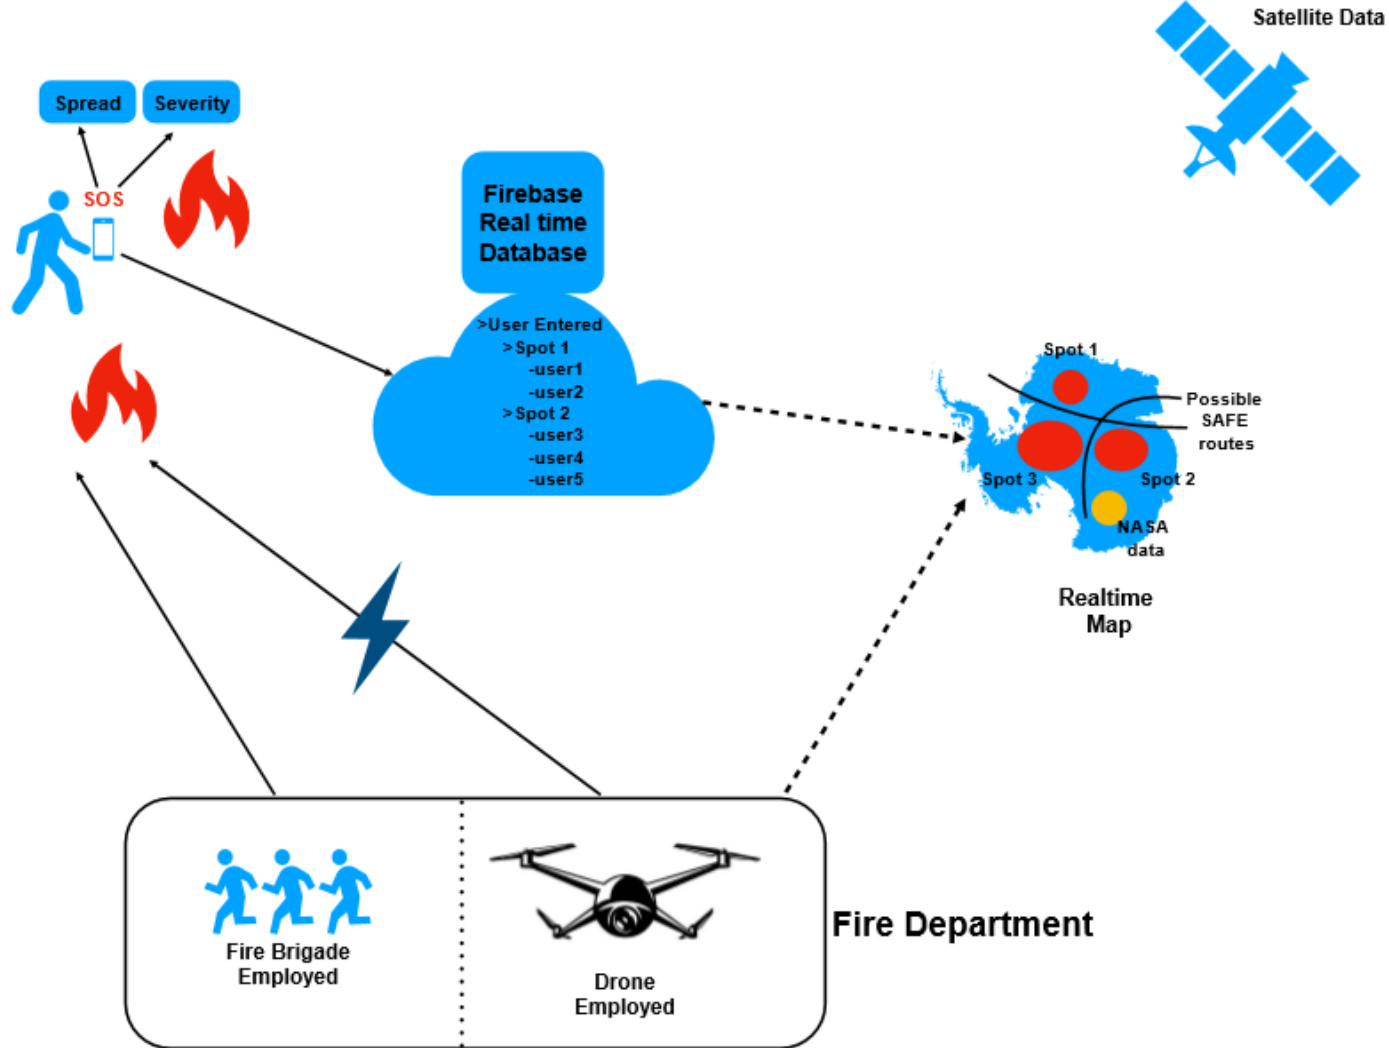 Satellite Data
Spread
Severity
SOS
Firebase
Real time
Database
>User Entered
>Spot 1
-user1
-user2
>Spot 2
-user3
-user4
-user5
Spot 1
Possible
SAFE
routes
Spot 3
Spot 2
NASA
data
Realtime
Map
Fire Brigade
Employed
Drone
Employed
Fire Department